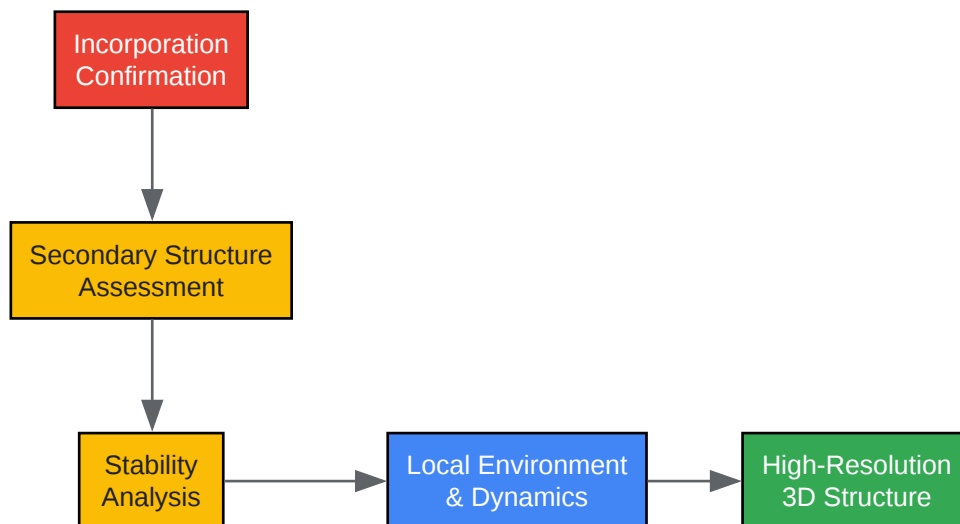 Incorporation
Confirmation
Secondary Structure
Assessment
Stability
Analysis
Local Environment
& Dynamics
High-Resolution
3D Structure